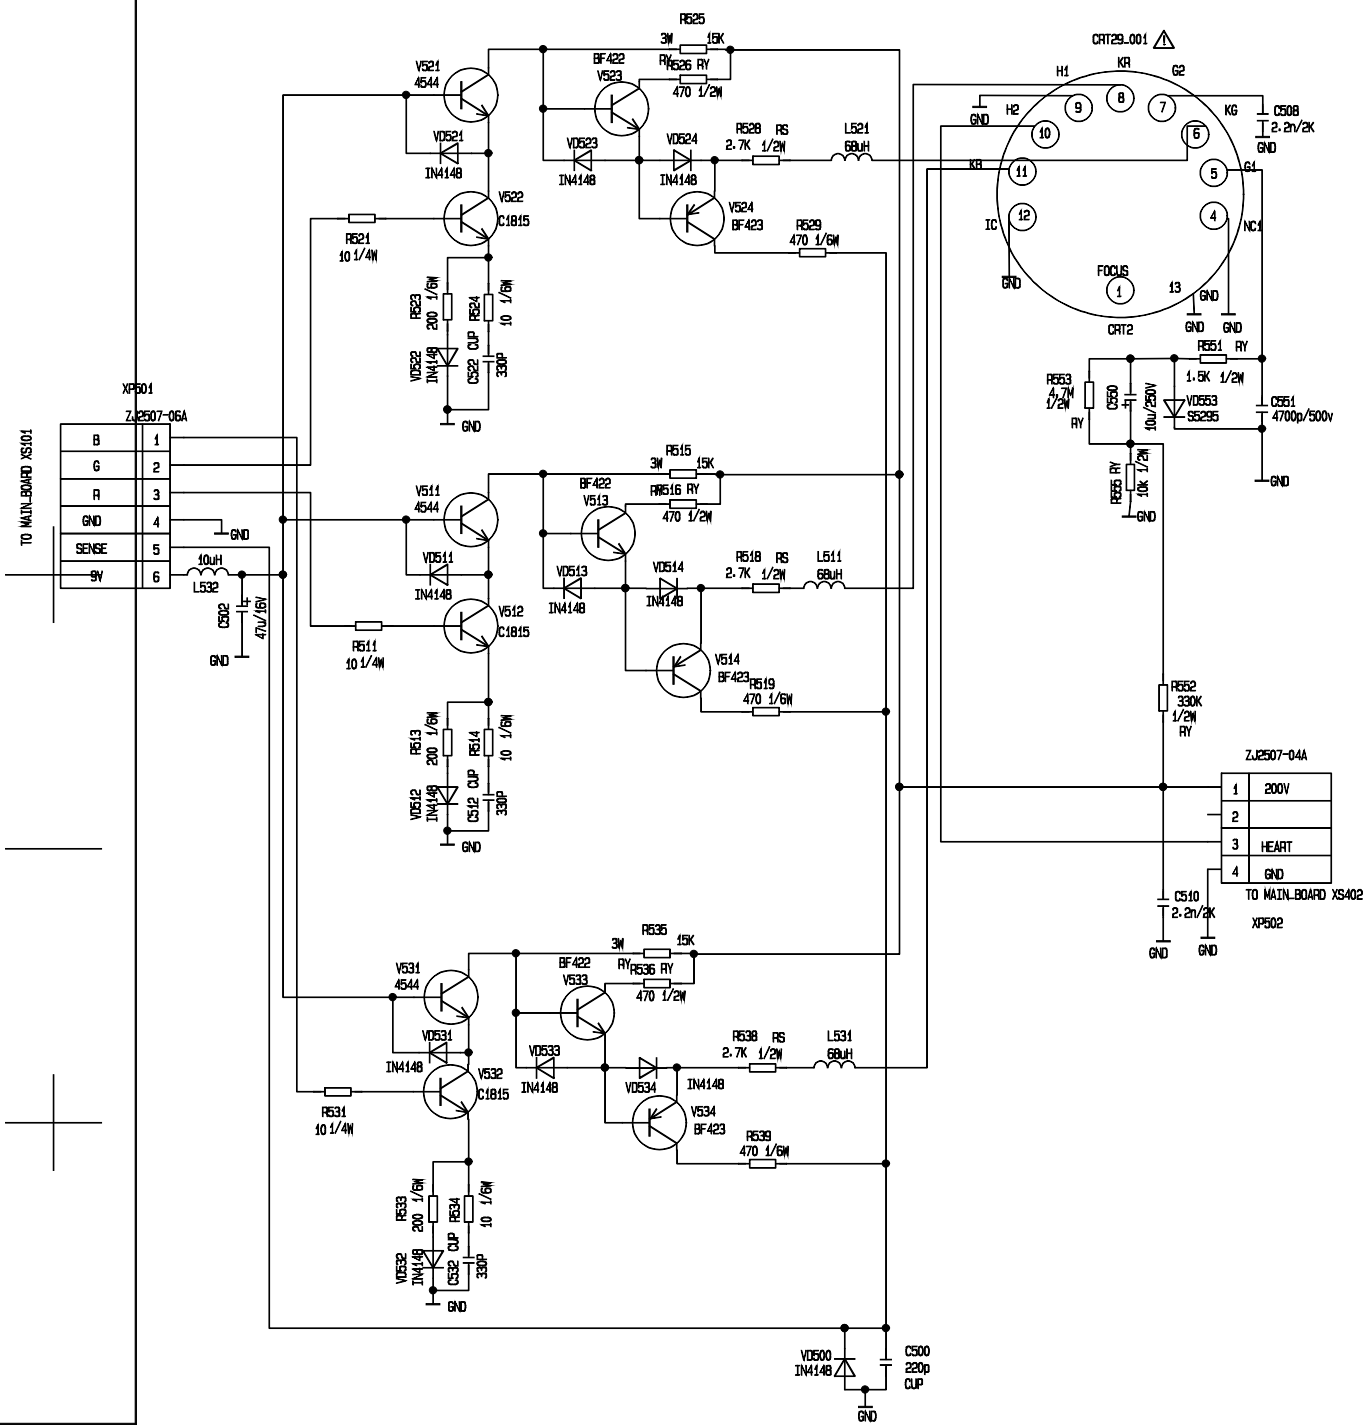 R525
3W
15K
RY
R526 RY
470 1/2W
BF422
V523
V521
4544
VD521
IN4148
VD523
IN4148
VD524
IN4148
R528 RS
2.7K 1/2W
L521
68uH
V522
C1815
V524
BF423
R529
470 1/6W
R521
10 1/4W
R523
200 1/6W
R524
10 1/6W
VD522
IN4148
C522 CUP
330P
GND
CRT29_001
H1
KR
G2
H2
KG
GND
C508
2.2n/2K
GND
9
8
7
10
6
KB
11
5
G1
IC
12
4
NC1
FOCUS
1
13
GND
GND
GND
GND
CRT2
R551 RY
1.5K 1/2W
R553
4.7M
1/2W
RY
C550
10u/250V
VD553
S5295
C551
4700p/500v
R555 RY
10k 1/2W
GND
GND
XP501
ZJ2507-06A
TO MAIN_BOARD XS101
B 1
G 2
R 3
GND 4
SENSE 5
9V 6
GND
10uH
L532
C502
47u/16V
GND
R515
3W
15K
R516 RY
470 1/2W
BF422
V513
V511
4544
VD511
IN4148
VD513
IN4148
VD514
IN4148
R518 RS
2.7K 1/2W
L511
68uH
V512
C1815
V514
BF423
R519
470 1/6W
R511
10 1/4W
R513
200 1/6W
R514
10 1/6W
VD512
IN4148
C512 CUP
330P
GND
R552
330K
1/2W
RY
ZJ2507-04A
1 200V
2
3 HEART
4 GND
TO MAIN_BOARD XS402
XP502
C510
2.2n/2K
GND
GND
R535
3W
15K
RY
R536 RY
470 1/2W
BF422
V533
V531
4544
VD531
IN4148
VD533
IN4148
VD534
IN4148
R538 RS
2.7K 1/2W
L531
68uH
V532
C1815
V534
BF423
R539
470 1/6W
R531
10 1/4W
R533
200 1/6W
R534
10 1/6W
VD532
IN4148
C532 CUP
330P
GND
VD500
IN4148
C500
220p
CUP
GND